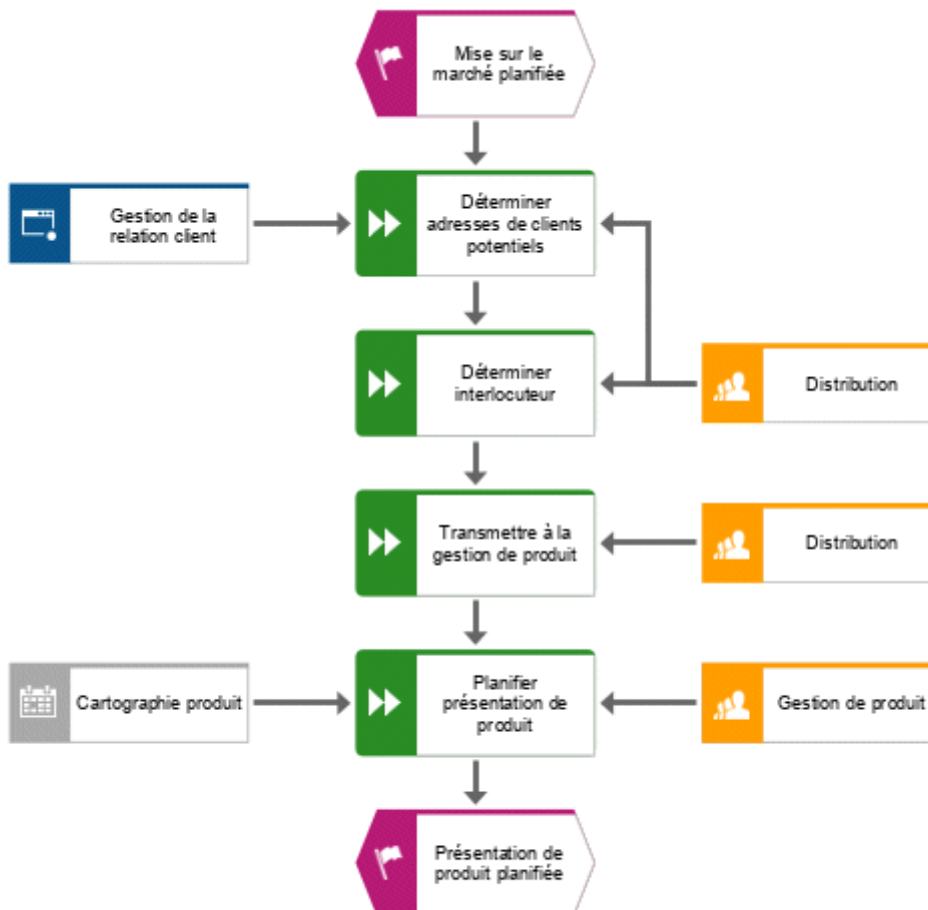 Mise sur le
marché planifiée
Gestion de la
relation client
Déterminer
adresses de clients
potentiels
Déterminer
interlocuteur
Distribution
Transmettre à la
gestion de produit
Distribution
Cartographie produit
Planifier
présentation de
produit
Gestion de produit
Présentation de
produit planifiée